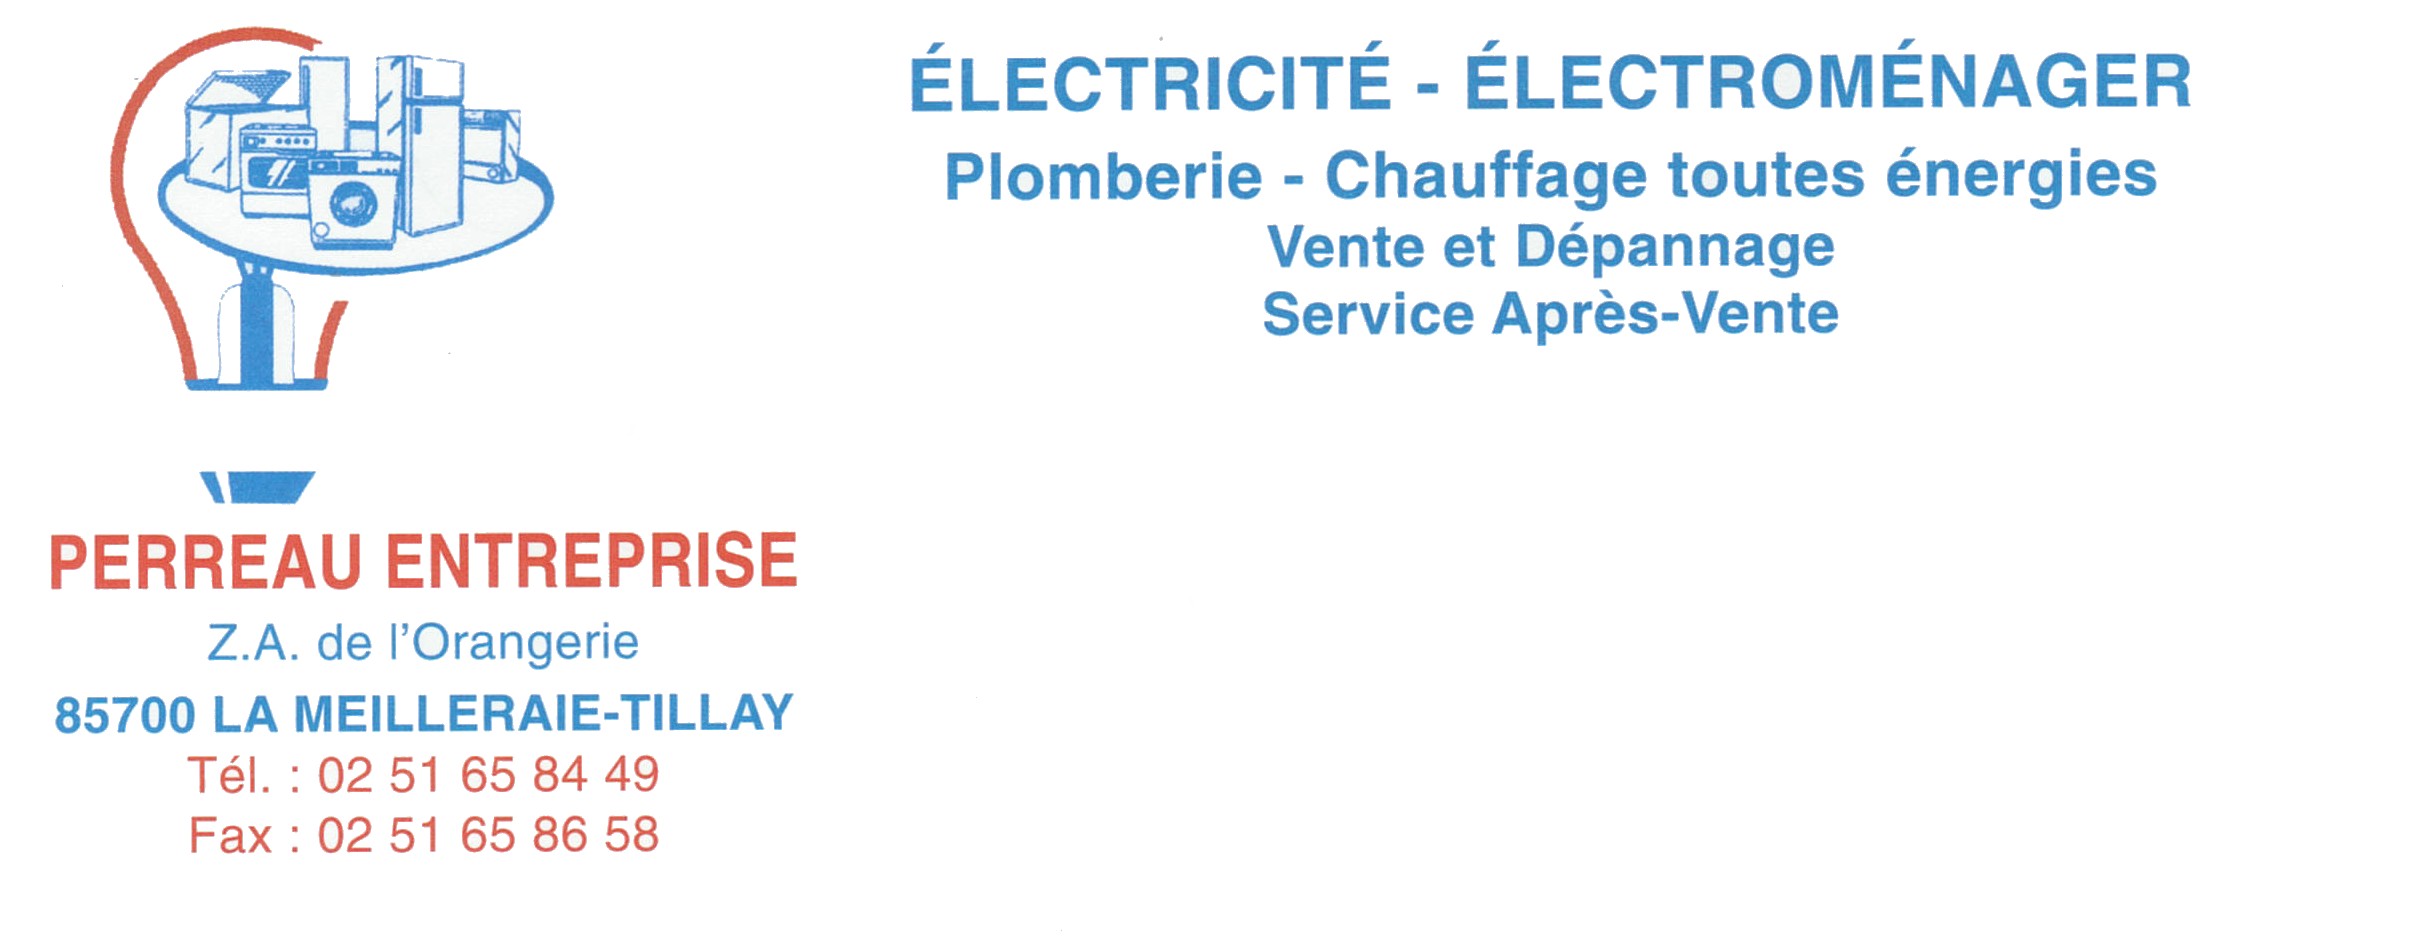 ÉLECTRICITÉ - ÉLECTROMÉNAGER
Plomberie - Chauffage toutes énergies
Vente et Dépannage
Service Après-Vente
PERREAU ENTREPRISE
Z.A. de l'Orangerie
85700 LA MEILLERAIE-TILLAY
Tél. : 02 51 65 84 49
Fax : 02 51 65 86 58